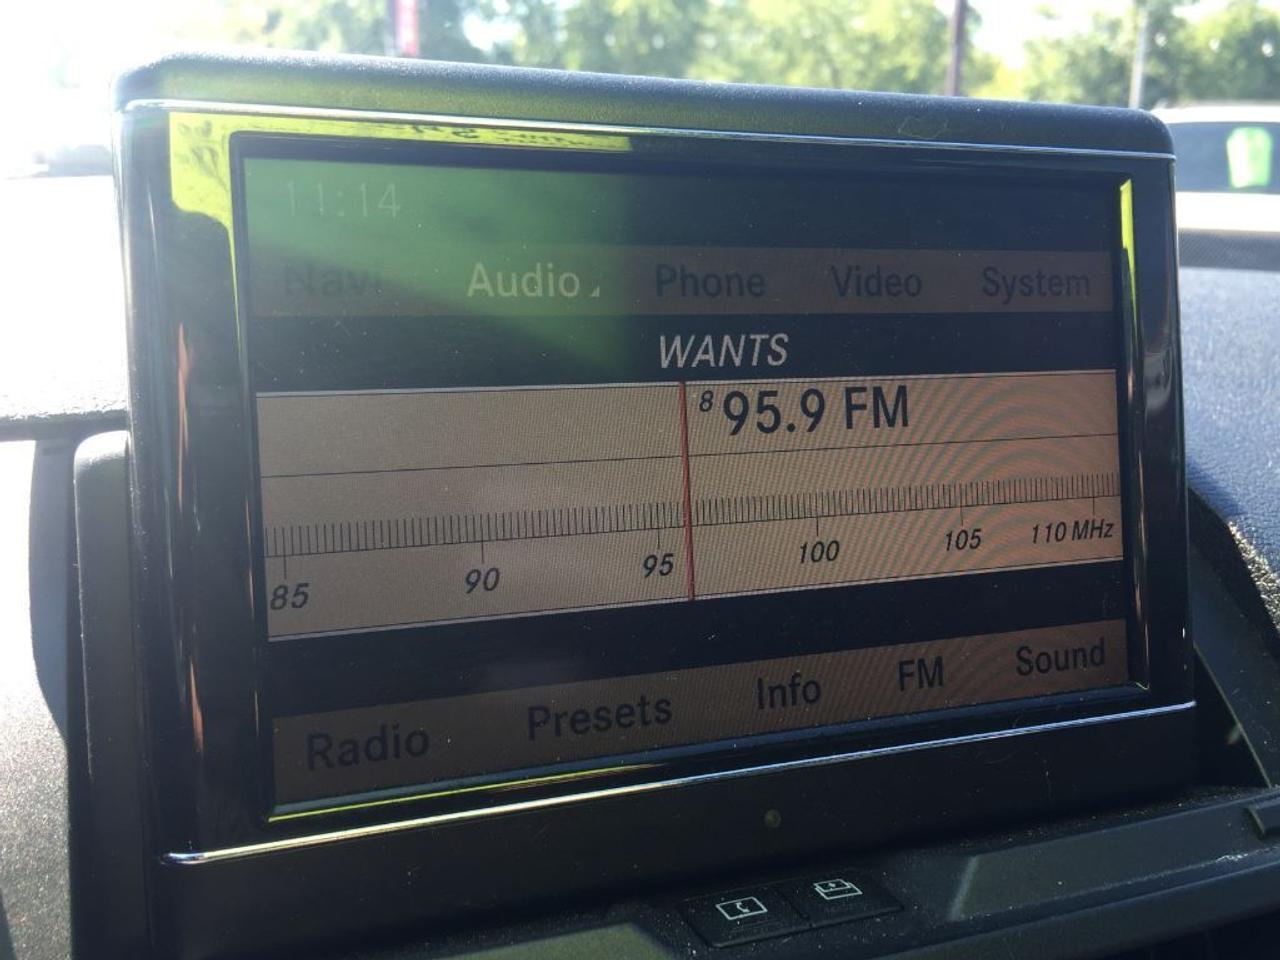 11:14
Navi Audio Phone Video System
WANTS
8 95.9 FM
85 90 95 100 105 110 MHz
Radio Presets Info FM Sound